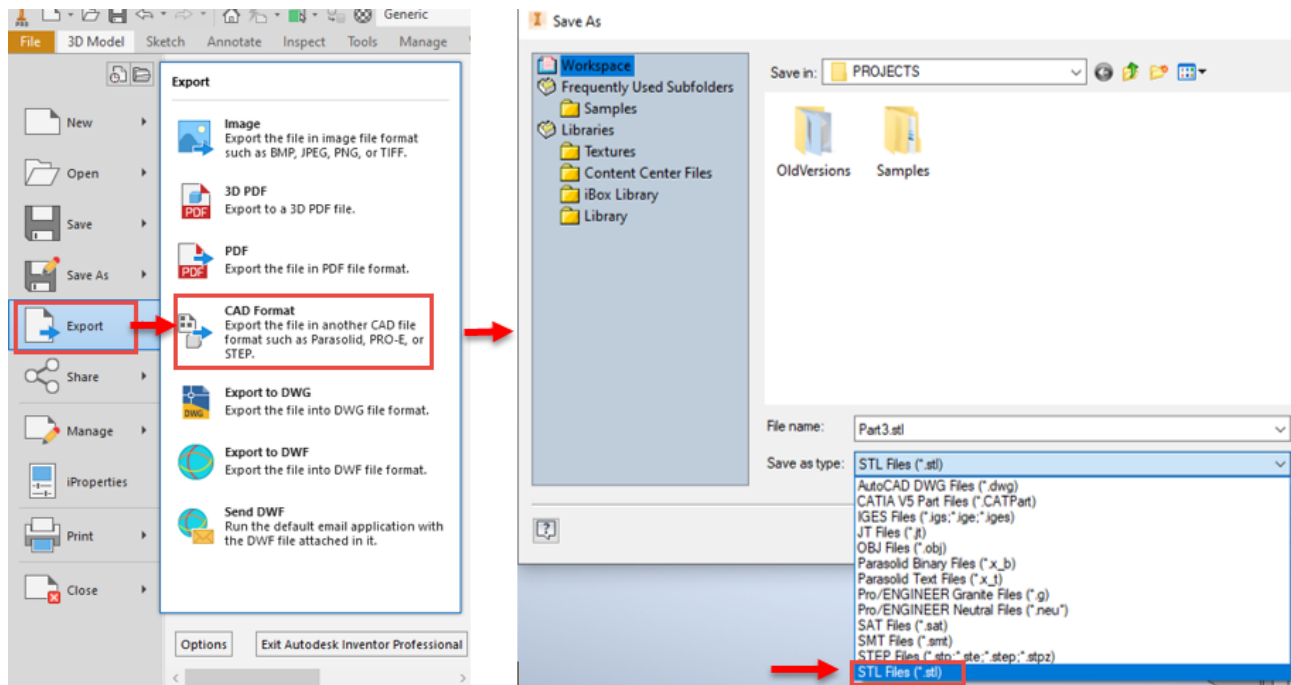 PRO
Generic
File 3D Model Sketch Annotate Inspect Tools Manage
Export
New
Open
Save
Save As
Export
Share
Manage
iProperties
Print
Close
Image
Export the file in image file format
such as BMP, JPEG, PNG, or TIFF.
PDF
3D PDF
Export to a 3D PDF file.
PDF
PDF
Export the file in PDF file format.
CAD Format
Export the file in another CAD file
format such as Parasolid, PRO-E, or
STEP.
DWG
Export to DWG
Export the file into DWG file format.
Export to DWF
Export the file into DWF file format.
Send DWF
Run the default email application with
the DWF file attached in it.
Options Exit Autodesk Inventor Professional
Save As
Workspace
Frequently Used Subfolders
Samples
Libraries
Textures
Content Center Files
iBox Library
Library
Save in: PROJECTS
OldVersions Samples
File name: Part3.stl
Save as type: STL Files (*.stl)
AutoCAD DWG Files (*.dwg)
CATIA V5 Part Files (*.CATPart)
IGES Files (*.igs;*.ige;*.iges)
JT Files (*.jt)
OBJ Files (*.obj)
Parasolid Binary Files (*.x_b)
Parasolid Text Files (*.x_t)
Pro/ENGINEER Granite Files (*.g)
Pro/ENGINEER Neutral Files (*.neu*)
SAT Files (*.sat)
SMT Files (*.smt)
STEP Files (*.stp;*.ste;*.step;*.stpz)
STL Files (*.stl)